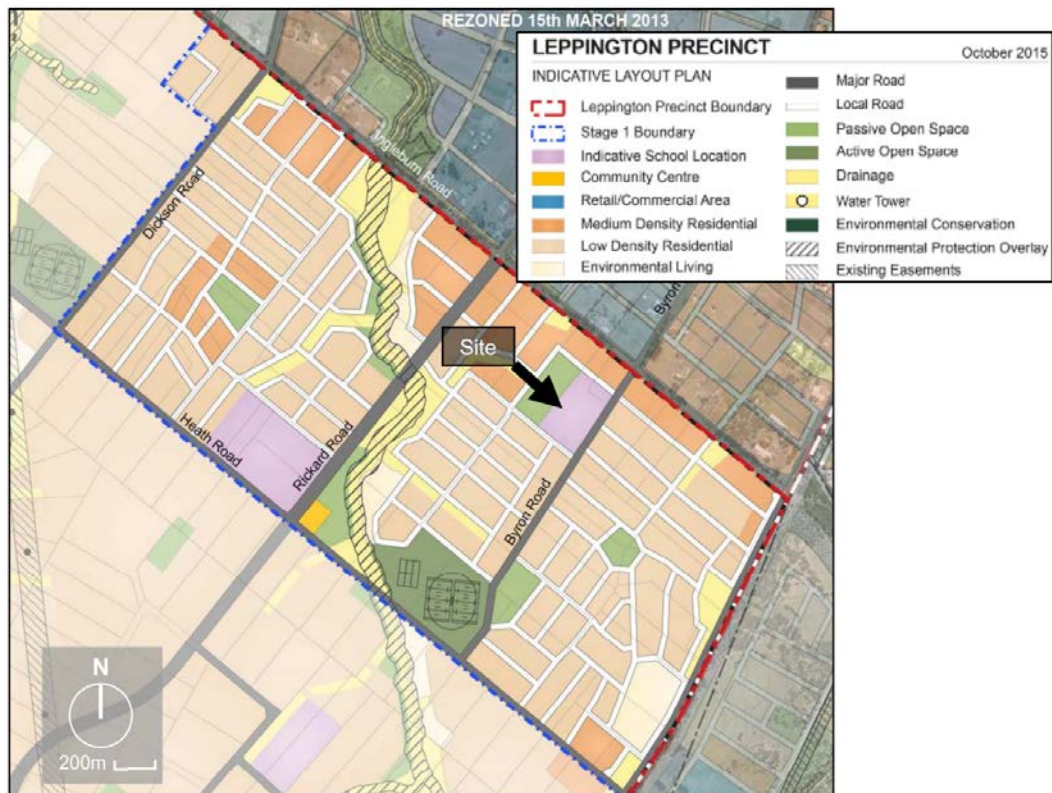 REZONED 15th MARCH 2013
LEPPINGTON PRECINCT
October 2015
INDICATIVE LAYOUT PLAN
Leppington Precinct Boundary
Stage 1 Boundary
Indicative School Location
Community Centre
Retail/Commercial Area
Medium Density Residential
Low Density Residential
Environmental Living
Major Road
Local Road
Passive Open Space
Active Open Space
Drainage
Water Tower
Environmental Conservation
Environmental Protection Overlay
Existing Easements
Dickson Road
Ingleburn Road
Byron
Site
Heath Road
Rickard Road
Byron Road
N
200m